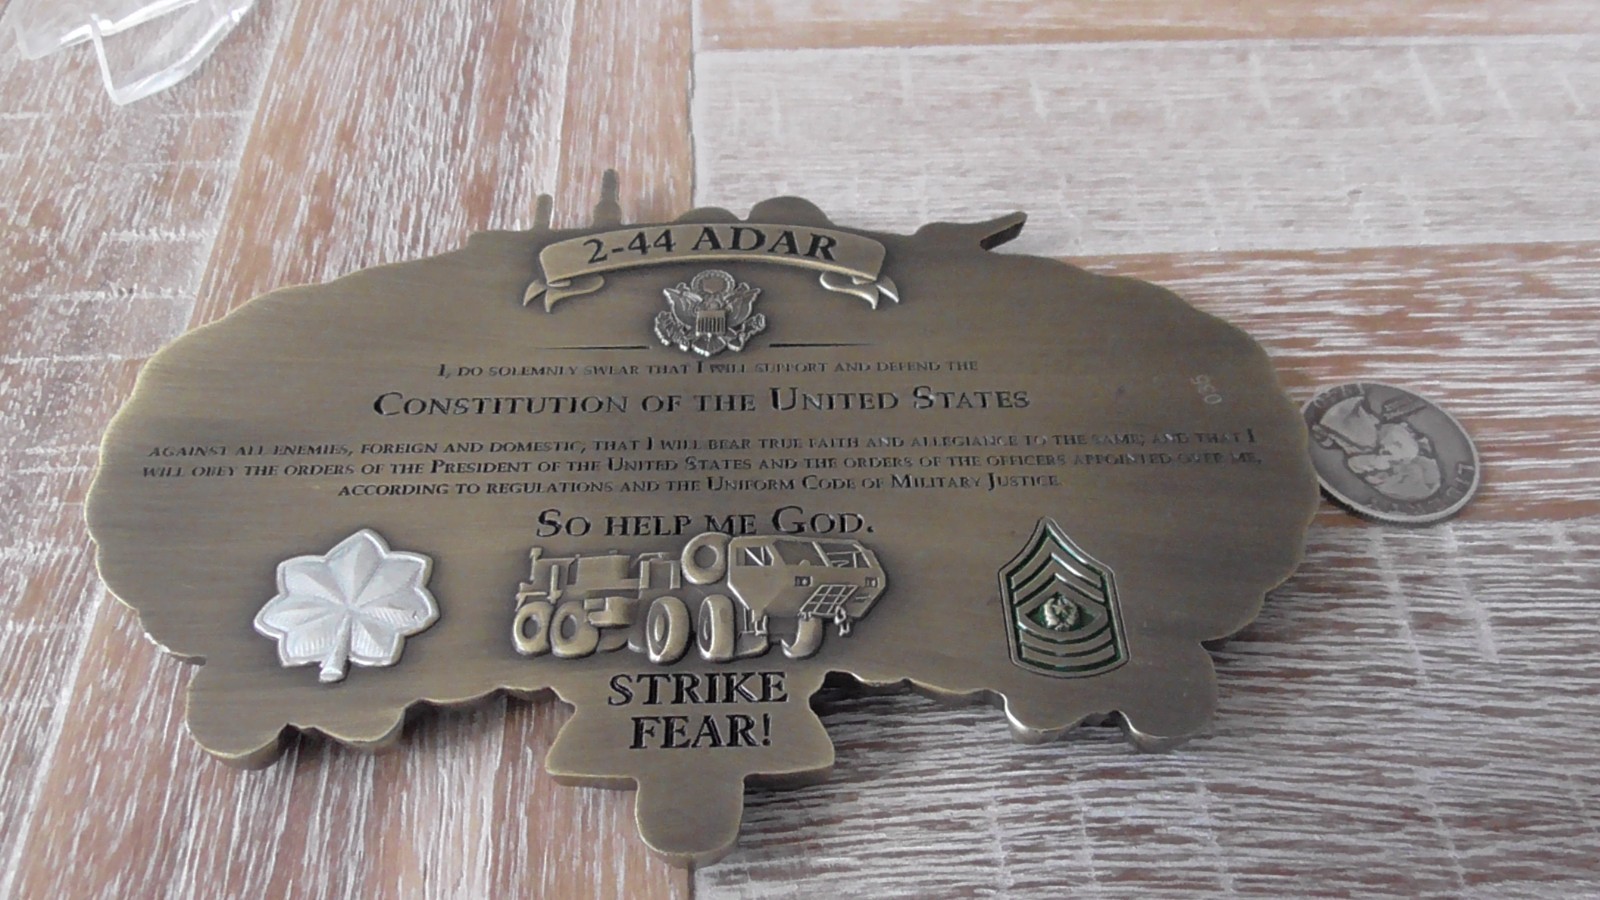 2-44 ADAR
I, DO SOLEMNLY SWEAR THAT I WILL SUPPORT AND DEFEND THE
CONSTITUTION OF THE UNITED STATES
AGAINST ALL ENEMIES, FOREIGN AND DOMESTIC; THAT I WILL BEAR TRUE FAITH AND ALLEGIANCE TO THE SAME; AND THAT I
WILL OBEY THE ORDERS OF THE PRESIDENT OF THE UNITED STATES AND THE ORDERS OF THE OFFICERS APPOINTED OVER ME,
ACCORDING TO REGULATIONS AND THE UNIFORM CODE OF MILITARY JUSTICE.
SO HELP ME GOD.
STRIKE
FEAR!